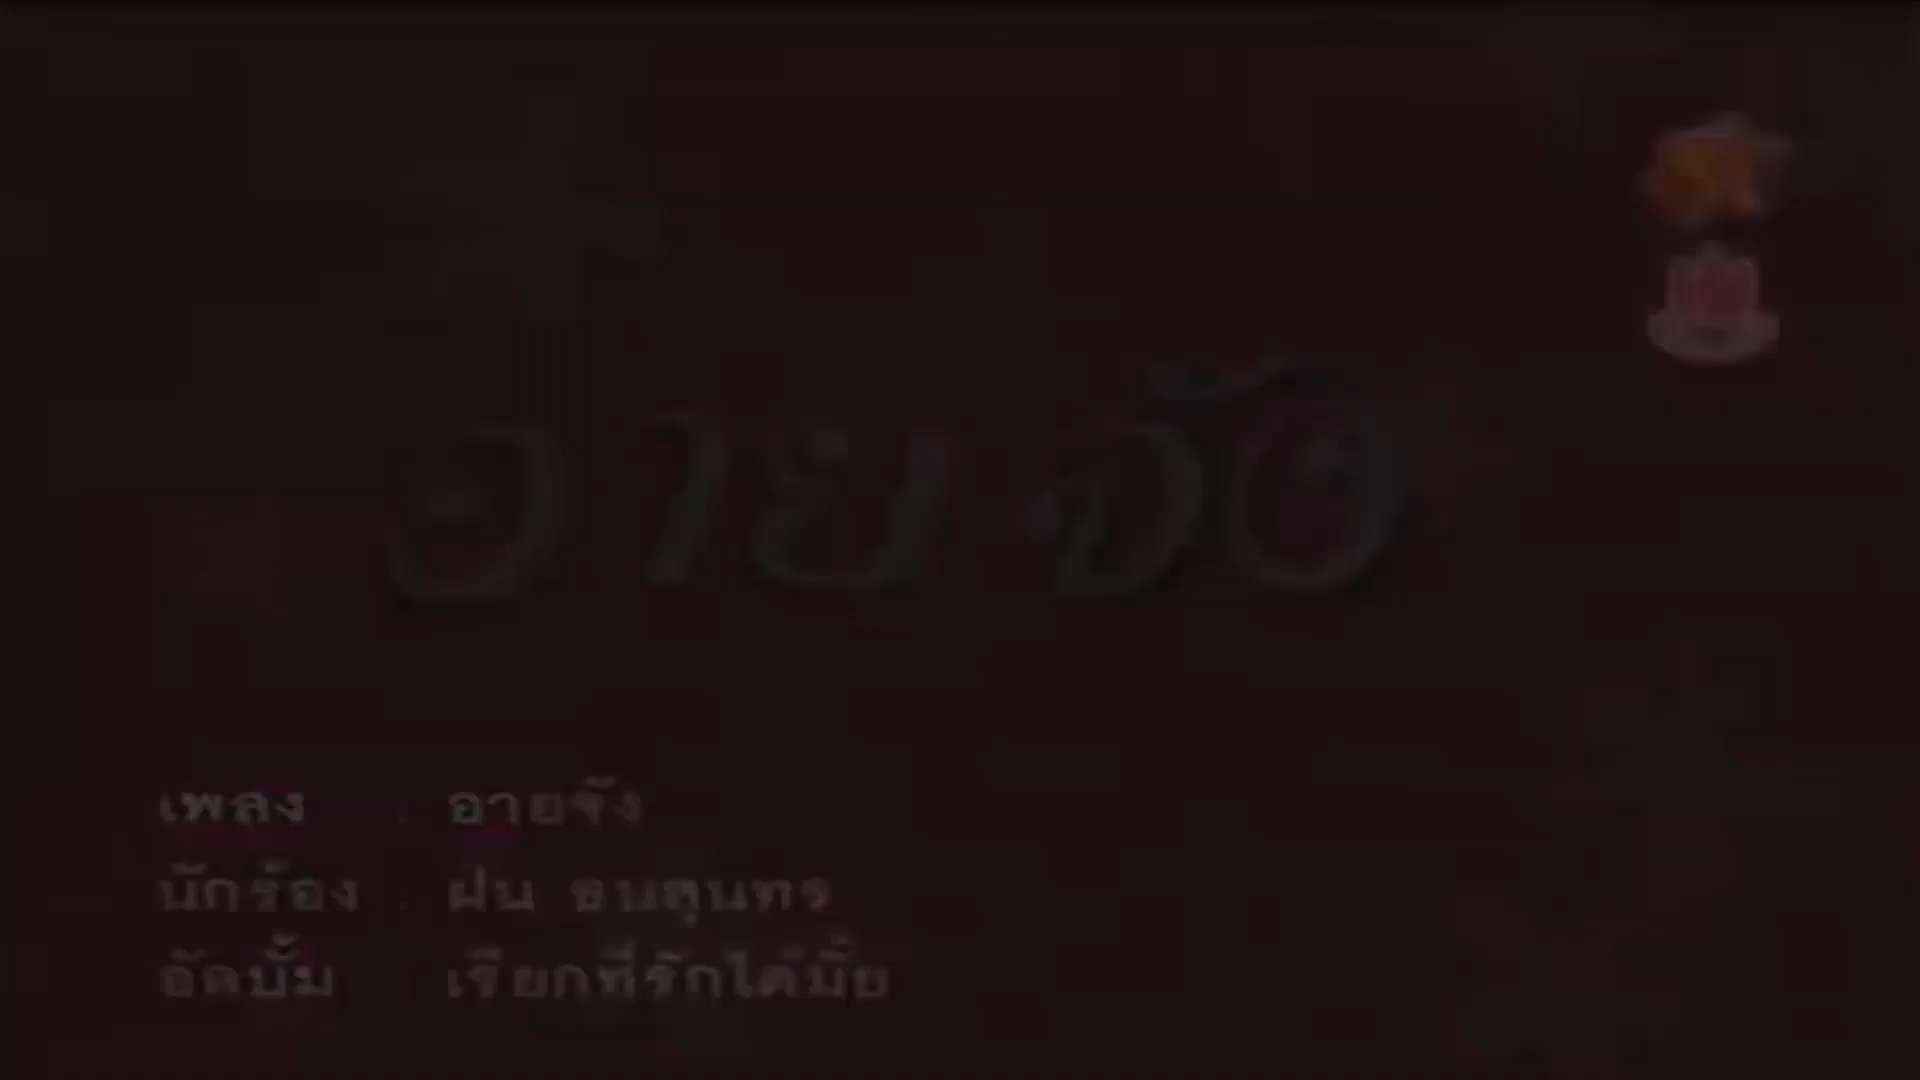 อายจัง
เพลง : อายจัง
นักร้อง : ฝน ธนสุนทร
อัลบั้ม : เรียกที่รักได้มั้ย